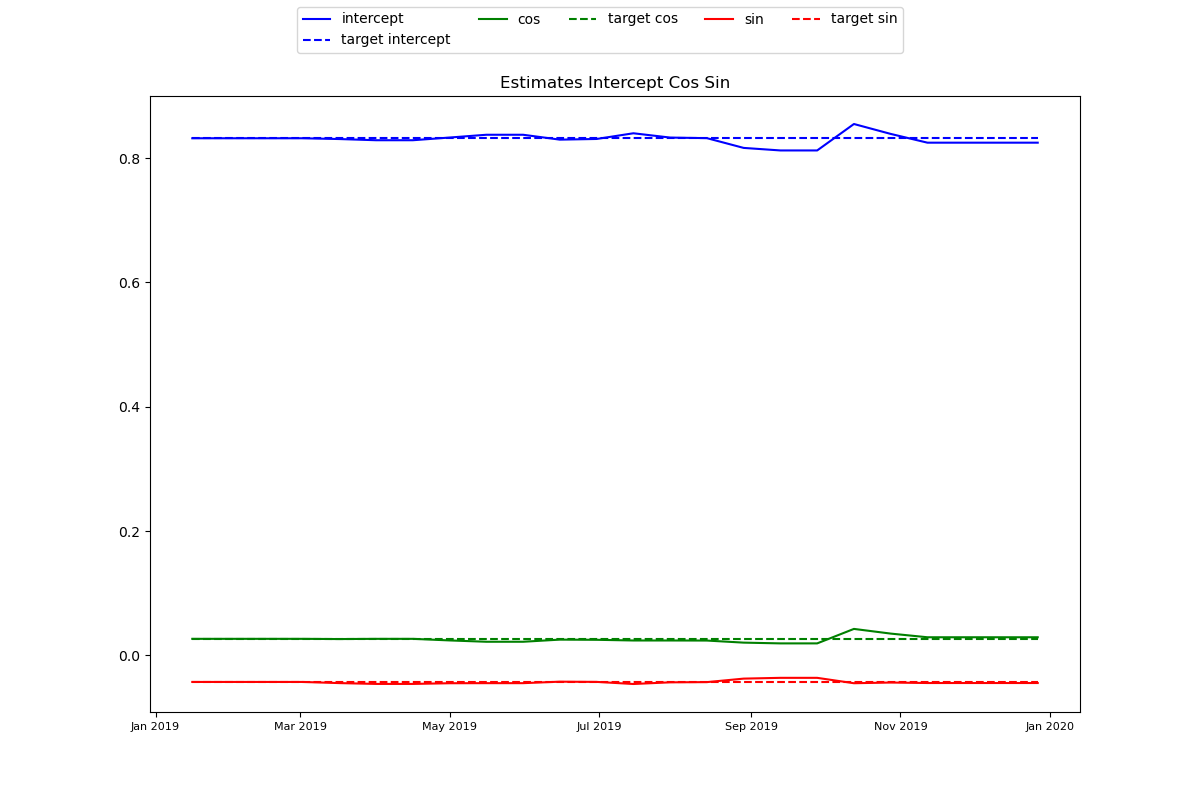 intercept cos target cos sin target sin
target intercept
Estimates Intercept Cos Sin
0.8
0.6
0.4
0.2
0.0
Jan 2019 Mar 2019 May 2019 Jul 2019 Sep 2019 Nov 2019 Jan 2020